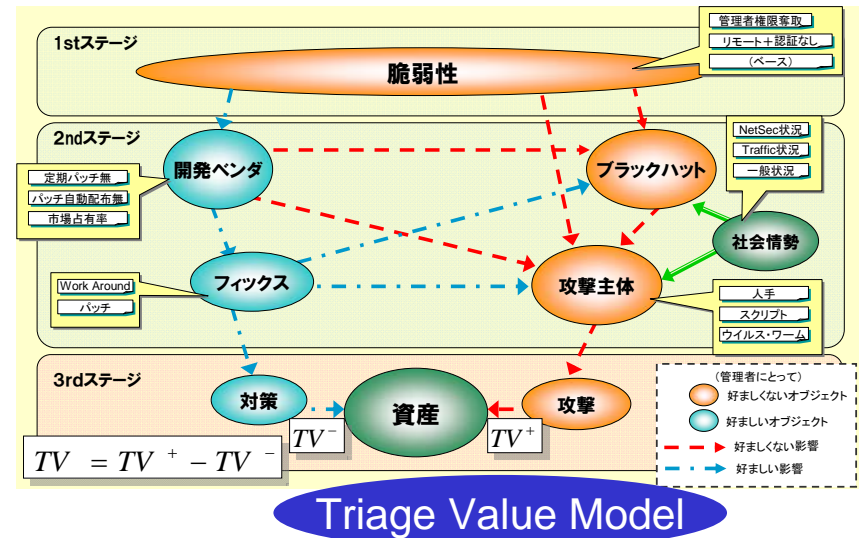 管理者権限奪取
リモート+認証なし
(ベース)
1stステージ
脆弱性
2ndステージ
NetSec状況
Traffic状況
一般状況
開発ベンダ
ブラックハット
定期パッチ無
パッチ自動配布無
市場占有率
社会情勢
フィックス
攻撃主体
Work Around
パッチ
人手
スクリプト
ウイルス・ワーム
3rdステージ
対策
資産
攻撃
TV⁻
TV⁺
TV = TV⁺ − TV⁻
(管理者にとって)
好ましくないオブジェクト
好ましいオブジェクト
好ましくない影響
好ましい影響
Triage Value Model